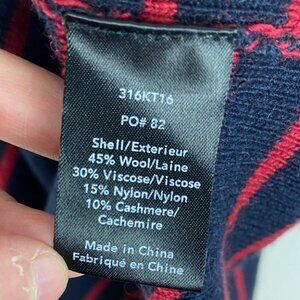 316KT16
PO# 82
Shell/Exterieur
45% Wool/Laine
30% Viscose/Viscose
15% Nylon/Nylon
10% Cashmere/
Cachemire
Made in China
Fabriqué en Chine